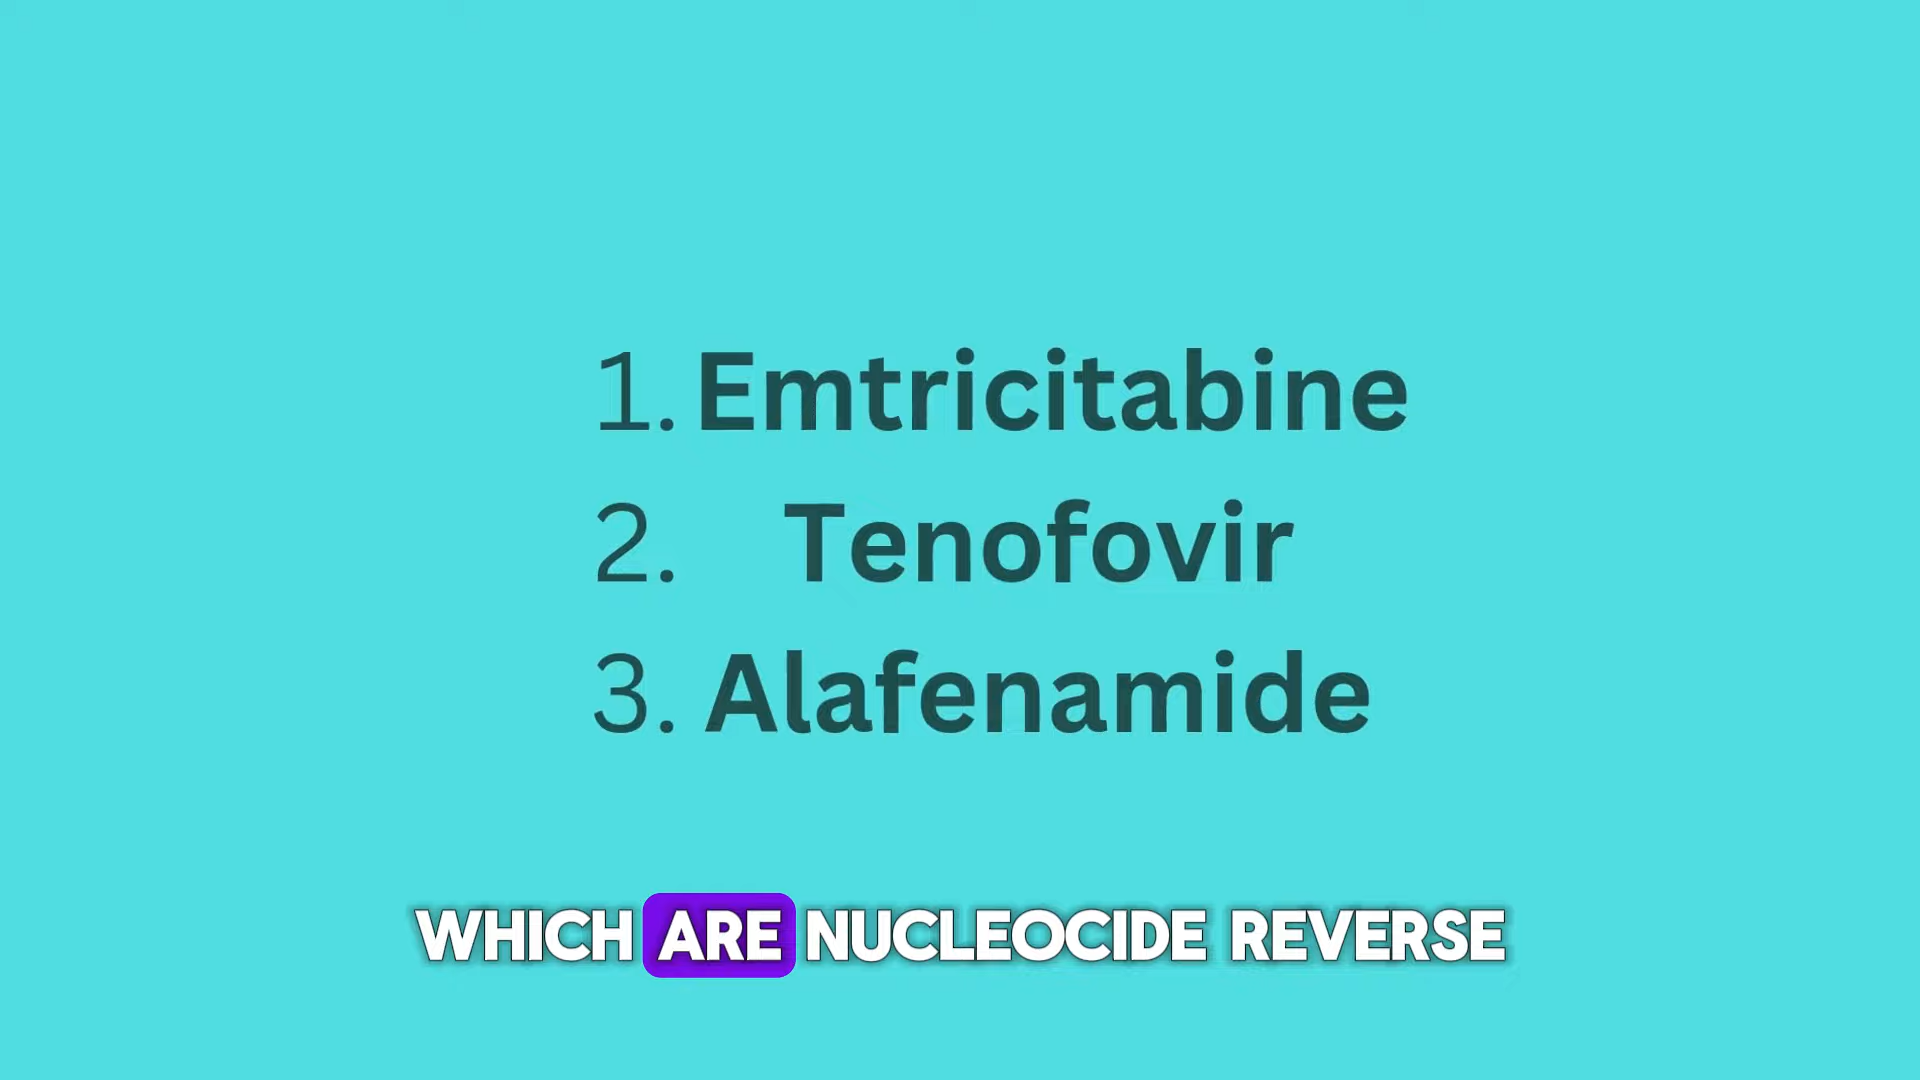 1. Emtricitabine
2. Tenofovir
3. Alafenamide
WHICH ARE NUCLEOCIDE REVERSE